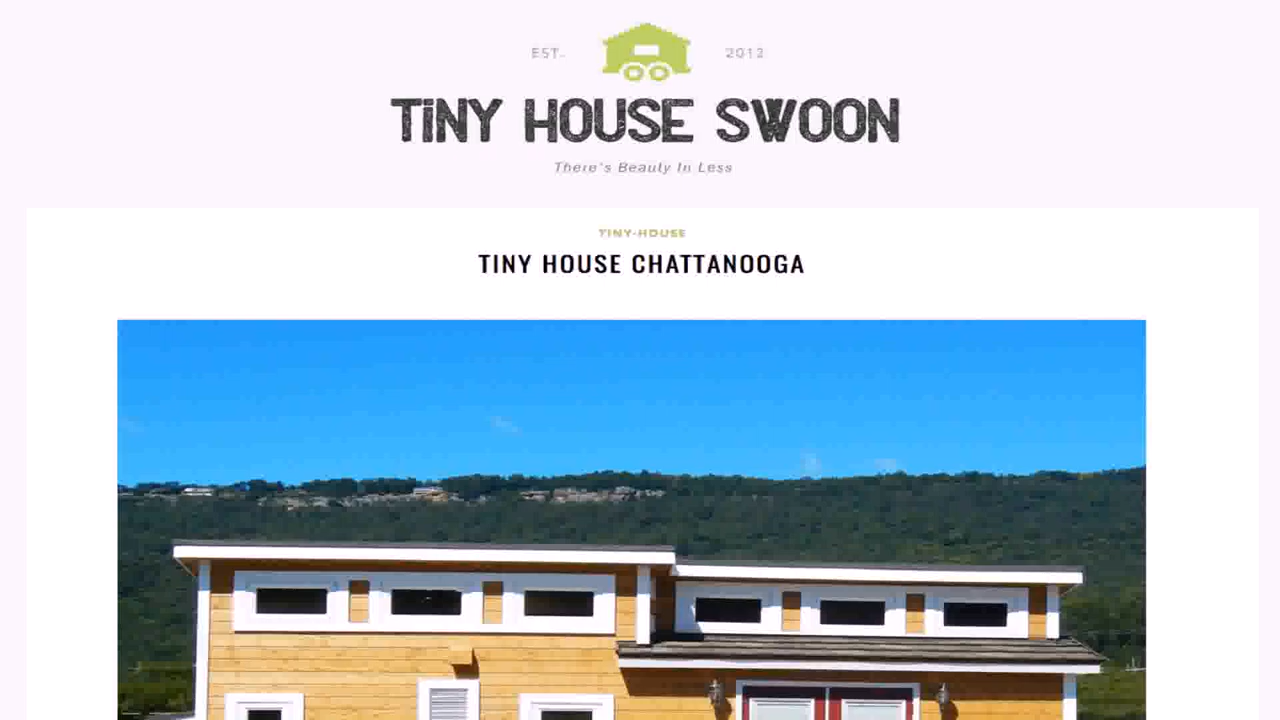 EST.
2012
TiNY HOUSE SWOON
There's Beauty In Less
TINY-HOUSE
TINY HOUSE CHATTANOOGA